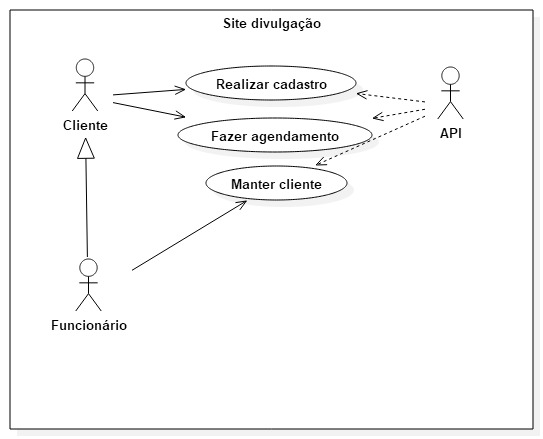 Site divulgação
Realizar cadastro
Cliente
Fazer agendamento
API
Manter cliente
Funcionário